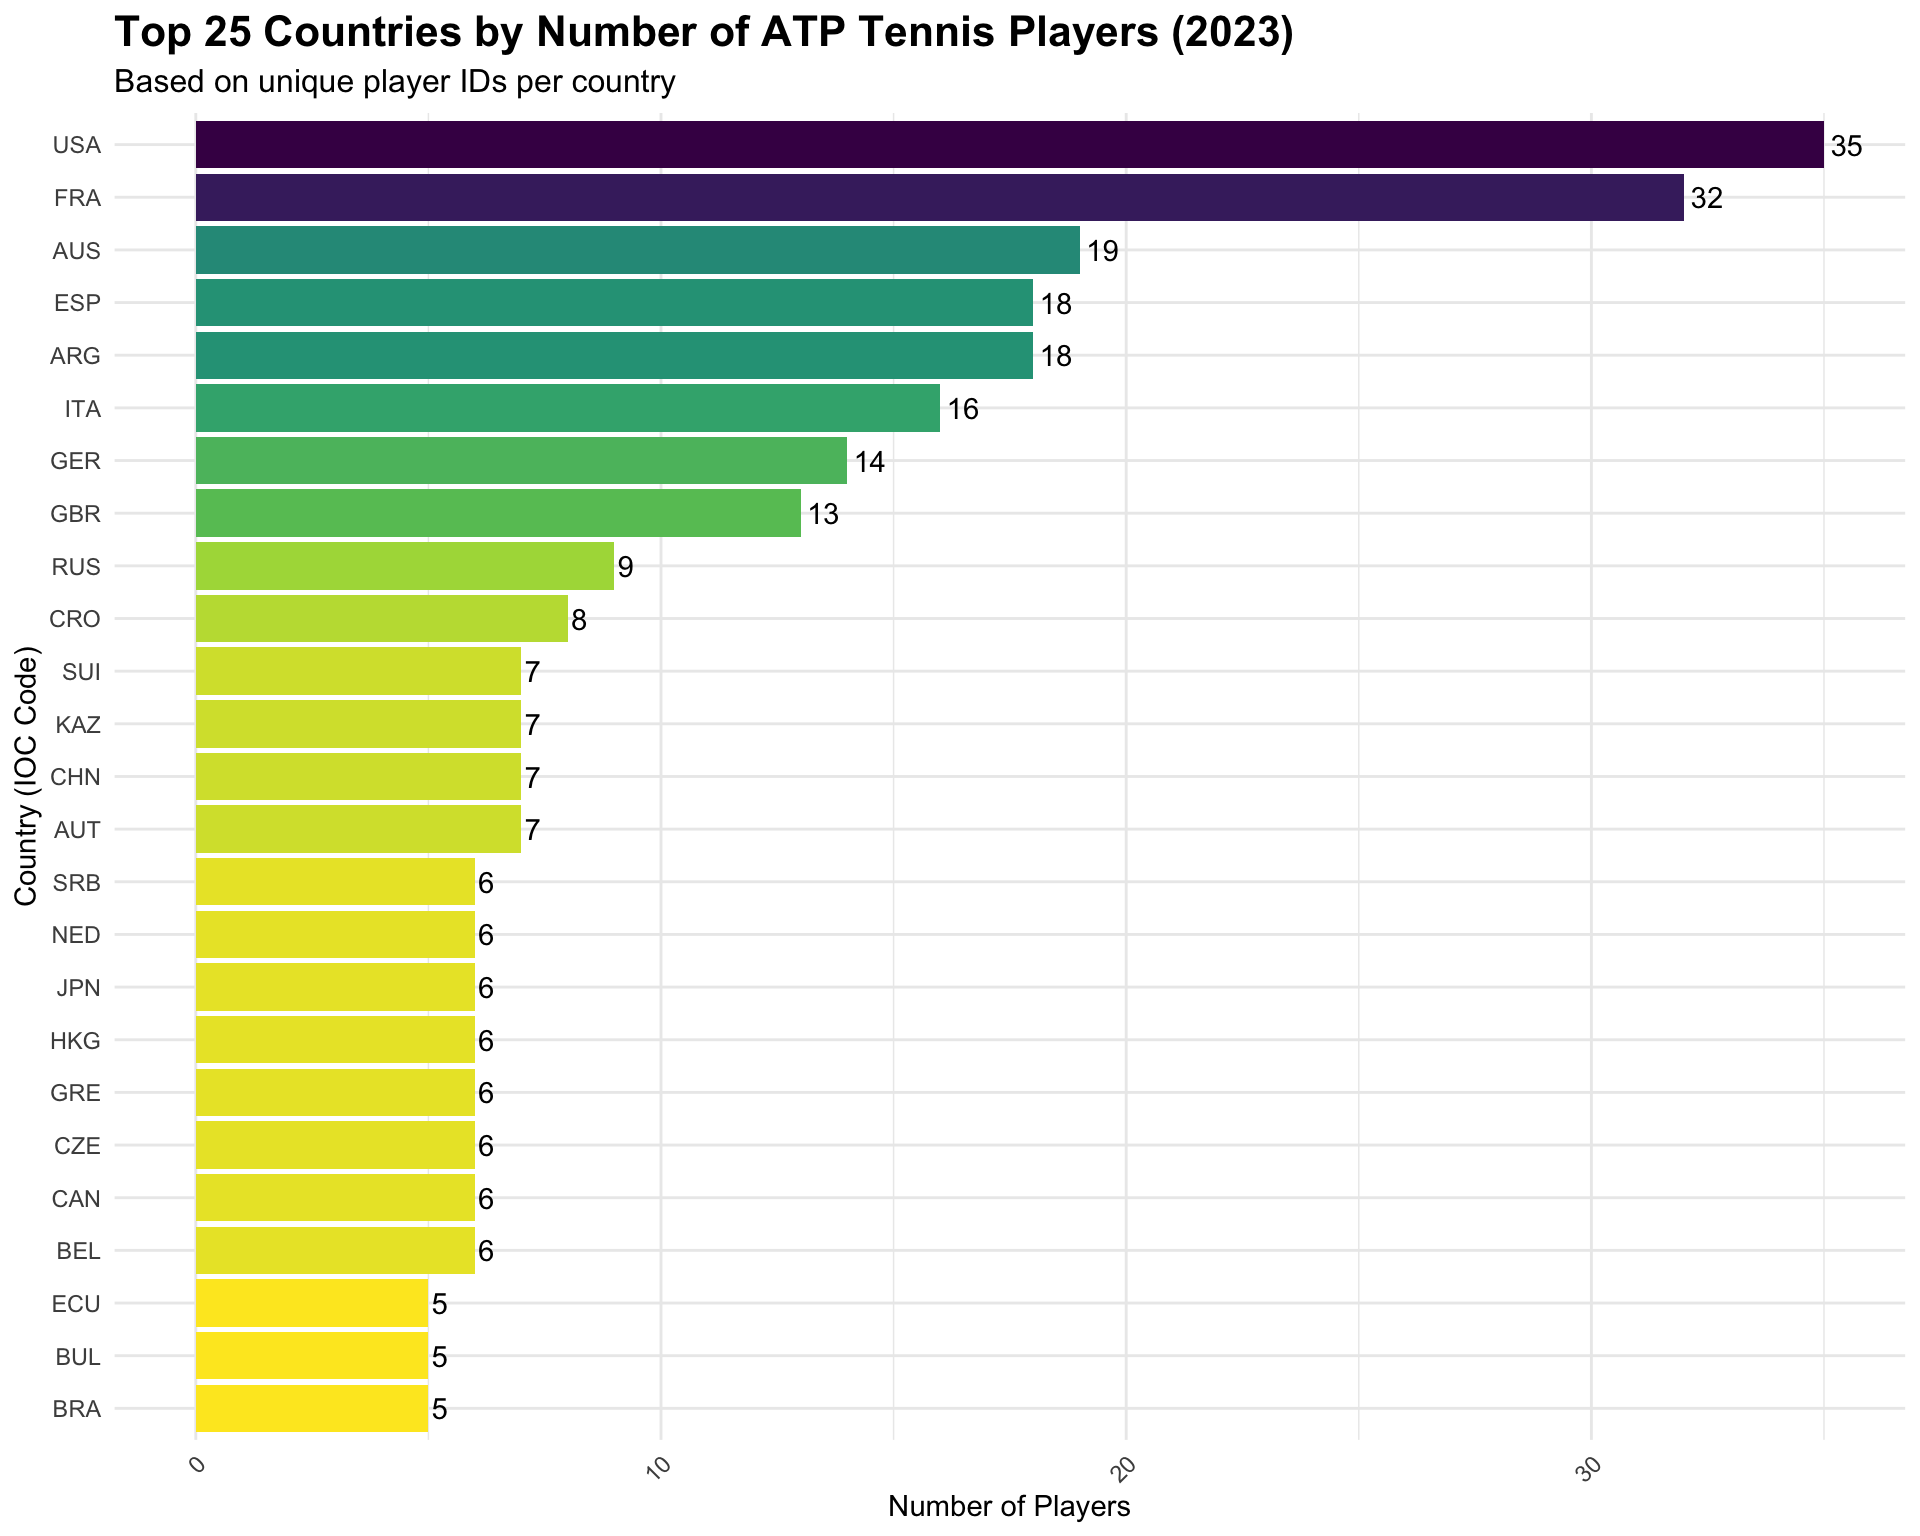 Top 25 Countries by Number of ATP Tennis Players (2023)
Based on unique player IDs per country
Country (IOC Code)
USA 35
FRA 32
AUS 19
ESP 18
ARG 18
ITA 16
GER 14
GBR 13
RUS 9
CRO 8
SUI 7
KAZ 7
CHN 7
AUT 7
SRB 6
NED 6
JPN 6
HKG 6
GRE 6
CZE 6
CAN 6
BEL 6
ECU 5
BUL 5
BRA 5
0 10 20 30
Number of Players